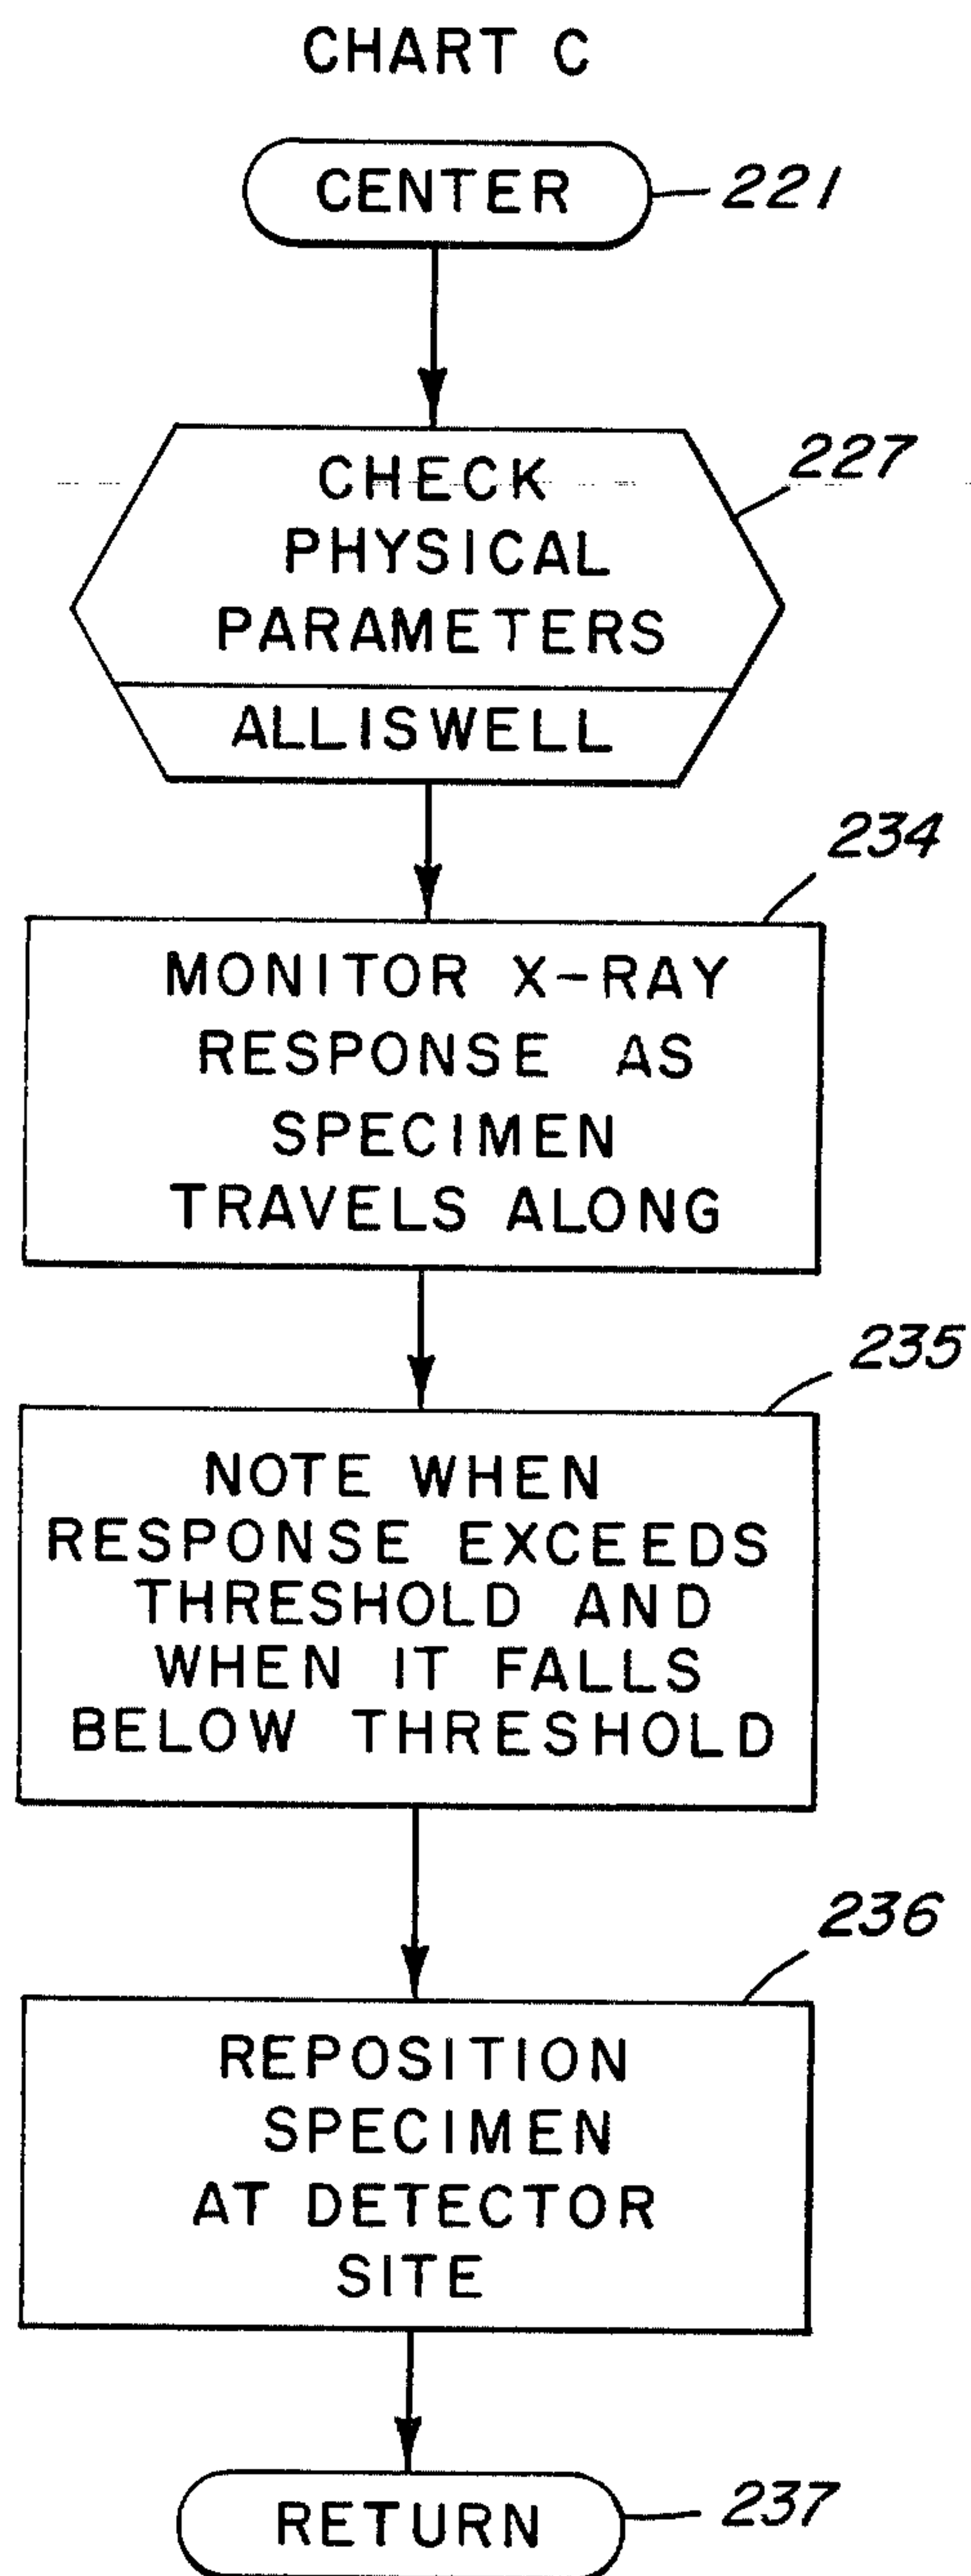 CHART C
CENTER
221
CHECK
227
PHYSICAL
PARAMETERS
ALLISWELL
234
MONITOR X-RAY
RESPONSE AS
SPECIMEN
TRAVELS ALONG
235
NOTE WHEN
RESPONSE EXCEEDS
THRESHOLD AND
WHEN IT FALLS
BELOW THRESHOLD
236
REPOSITION
SPECIMEN
AT DETECTOR
SITE
RETURN
237